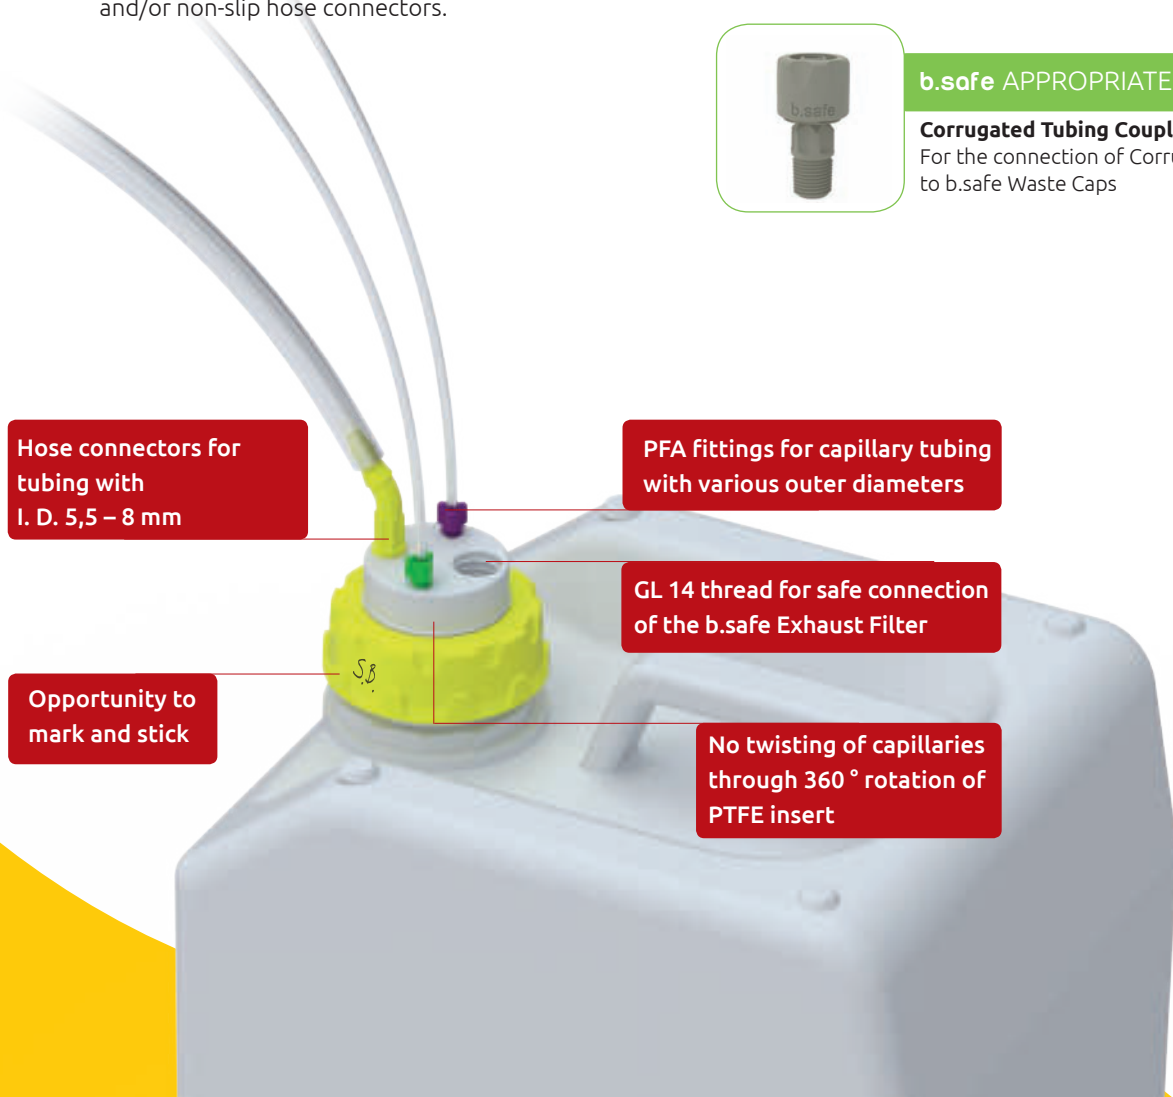 and/or non-slip hose connectors.
b.safe
b.safe APPROPRIATE
Corrugated Tubing Coupl
For the connection of Corru
to b.safe Waste Caps
Hose connectors for
tubing with
I. D. 5,5 – 8 mm
PFA fittings for capillary tubing
with various outer diameters
GL 14 thread for safe connection
of the b.safe Exhaust Filter
S.B.
Opportunity to
mark and stick
No twisting of capillaries
through 360 ° rotation of
PTFE insert